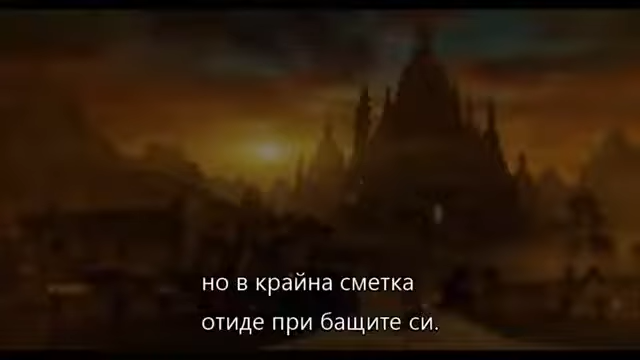 но в крайна сметка
отиде при бащите си.